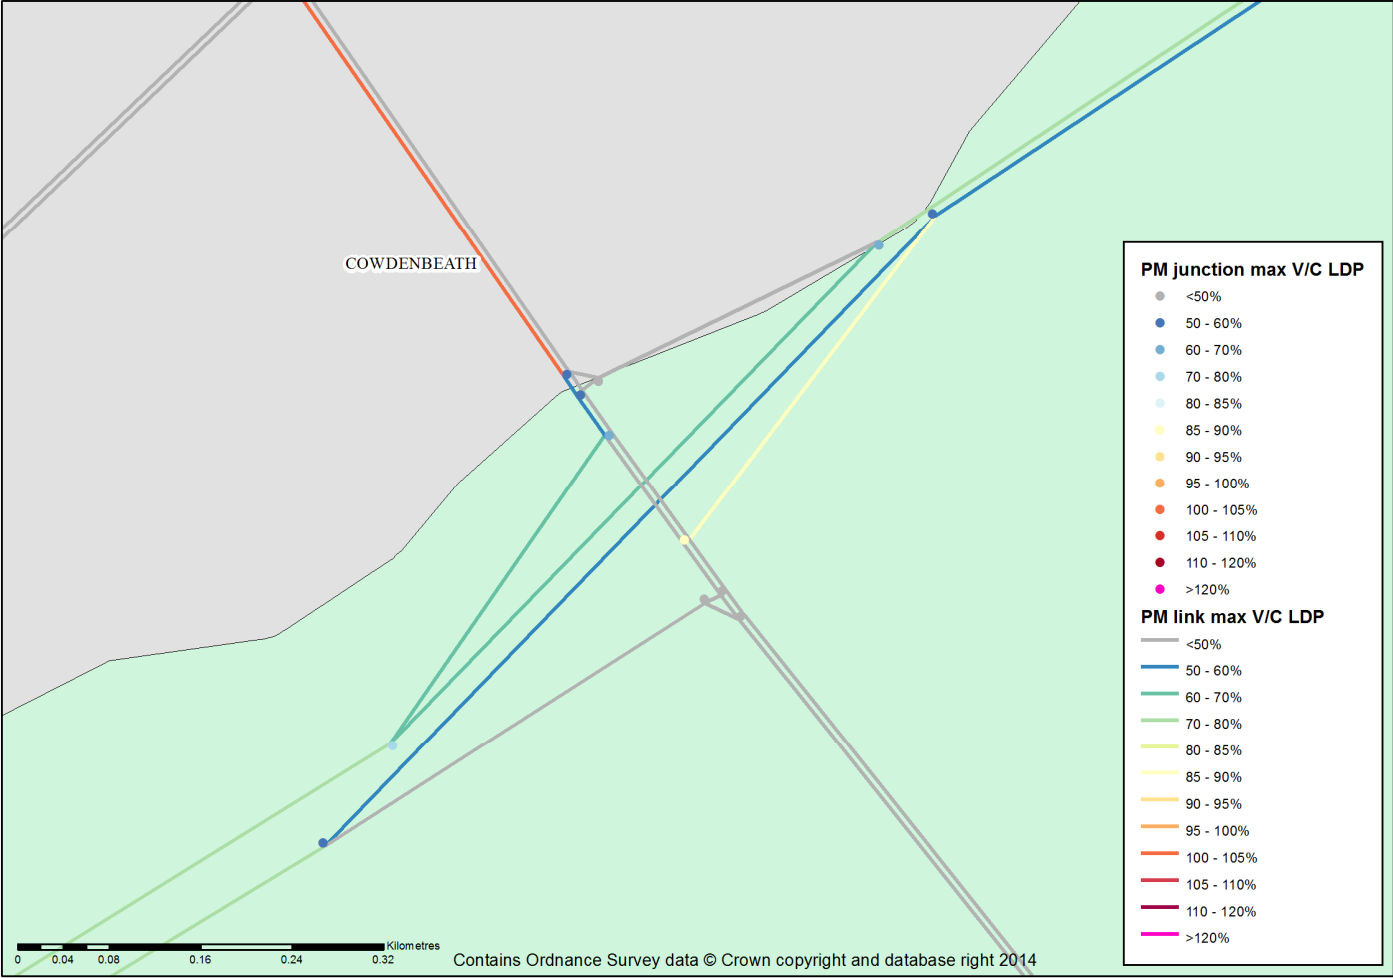 COWDENBEATH
PM junction max V/C LDP
<50%
50 - 60%
60 - 70%
70 - 80%
80 - 85%
85 - 90%
90 - 95%
95 - 100%
100 - 105%
105 - 110%
110 - 120%
>120%
PM link max V/C LDP
<50%
50 - 60%
60 - 70%
70 - 80%
80 - 85%
85 - 90%
90 - 95%
95 - 100%
100 - 105%
105 - 110%
110 - 120%
>120%
Kilometres
0 0.04 0.08 0.16 0.24 0.32
Contains Ordnance Survey data © Crown copyright and database right 2014